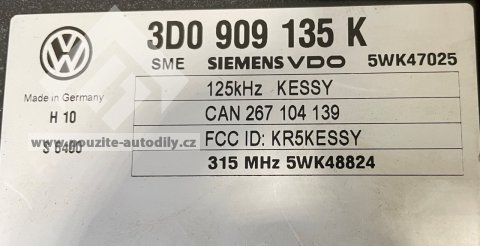 3D0 909 135 K
SME SIEMENS VDO 5WK47025
125kHz KESSY
Made in Germany
CAN 267 104 139
H 10
FCC ID: KR5KESSY
S 6400
www.pouzite-autodily.cz
315 MHz 5WK48824